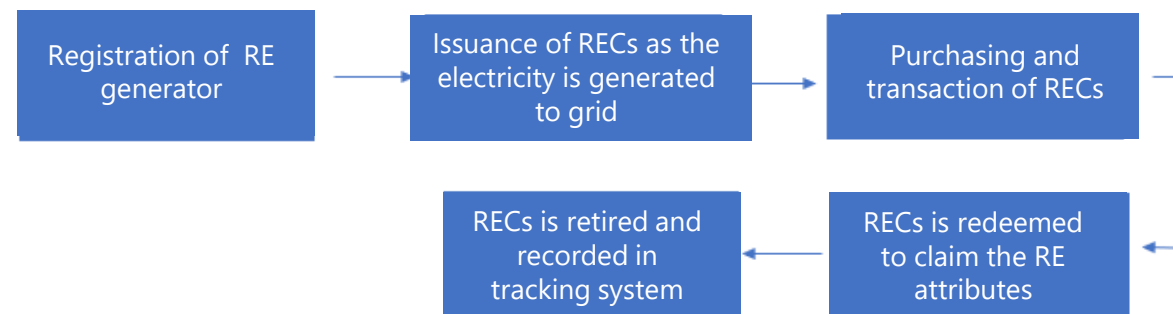 Registration of RE
generator
Issuance of RECs as the
electricity is generated
to grid
Purchasing and
transaction of RECs
RECs is redeemed
to claim the RE
attributes
RECs is retired and
recorded in
tracking system